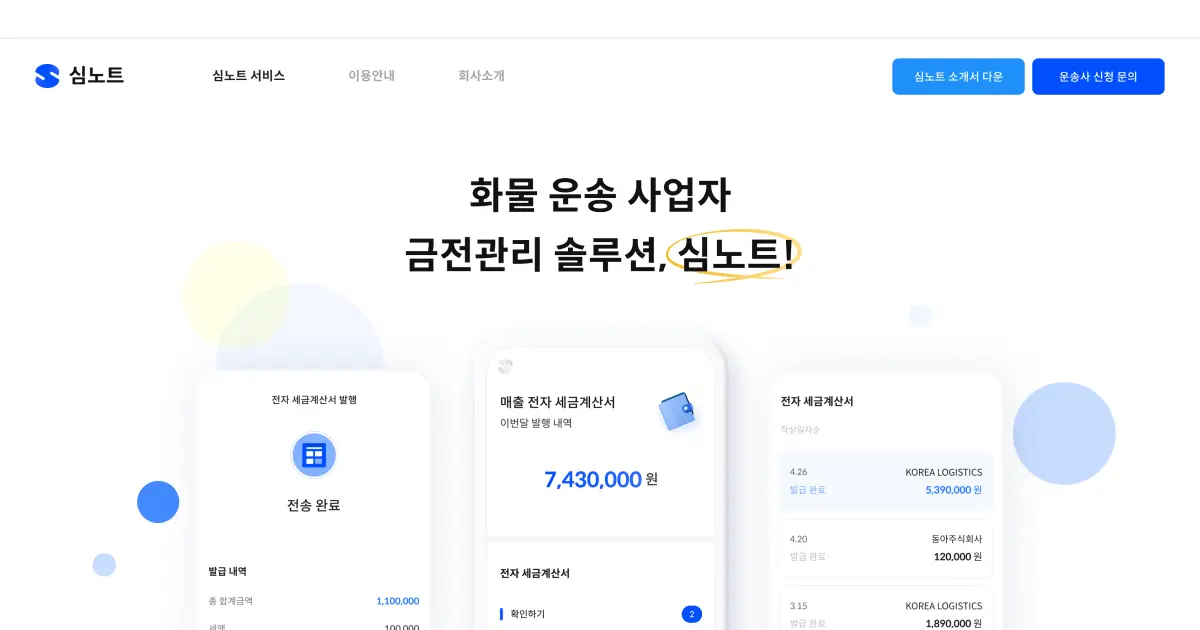 심노트
심노트 서비스
이용안내
회사소개
심노트 소개서 다운
운송사 신청 문의
화물 운송 사업자
금전관리 솔루션, 심노트!
전자 세금계산서 발행
전송 완료
발급 내역
총 합계금액 1,100,000
세액 100,000
매출 전자 세금계산서
이번달 발행 내역
7,430,000 원
전자 세금계산서
확인하기 2
전자 세금계산서
작성일자순
4.26 KOREA LOGISTICS
발급 완료 5,390,000 원
4.20 동아주식회사
발급 완료 120,000 원
3.15 KOREA LOGISTICS
발급 완료 1,890,000 원